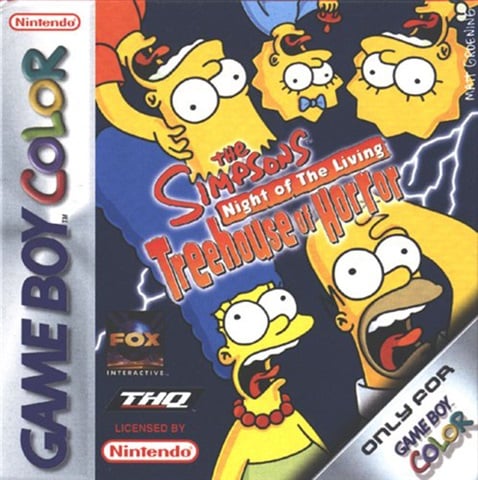 Nintendo
GAME BOY COLOR
TM
MATT GROENING
THE
SIMPSONS
Night of The Living
Treehouse of Horror
FOX
INTERACTIVE
THQ
LICENSED BY
Nintendo
ONLY FOR
GAME BOY
COLOR